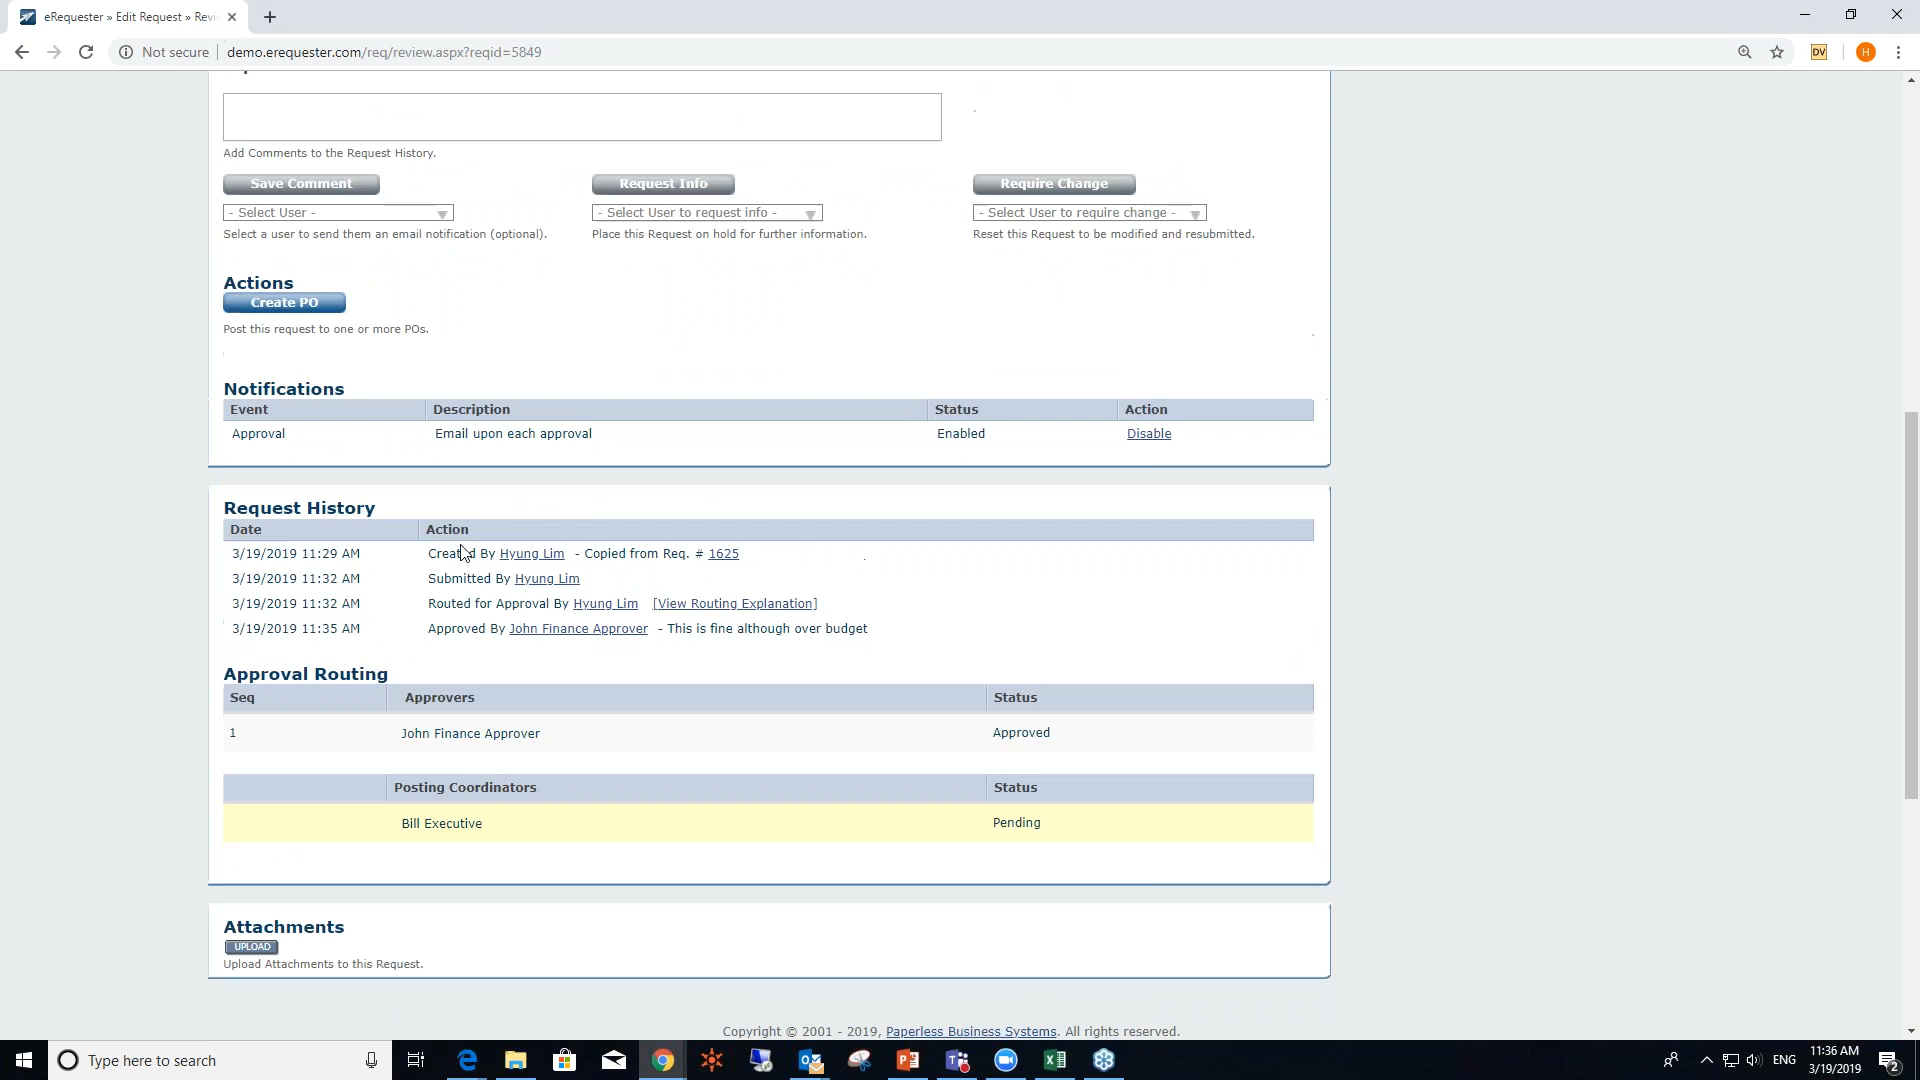 eRequester » Edit Request » Revi
Not secure demo.erequester.com/req/review.aspx?reqid=5849
DV
H
Add Comments to the Request History.
Save Comment Request Info Require Change
- Select User - - Select User to request info - - Select User to require change -
Select a user to send them an email notification (optional). Place this Request on hold for further information. Reset this Request to be modified and resubmitted.
Actions
Create PO
Post this request to one or more POs.
Notifications
Event Description Status Action
Approval Email upon each approval Enabled Disable
Request History
Date Action
3/19/2019 11:29 AM Created By Hyung Lim - Copied from Req. # 1625
3/19/2019 11:32 AM Submitted By Hyung Lim
3/19/2019 11:32 AM Routed for Approval By Hyung Lim [View Routing Explanation]
3/19/2019 11:35 AM Approved By John Finance Approver - This is fine although over budget
Approval Routing
Seq Approvers Status
1 John Finance Approver Approved
Posting Coordinators Status
Bill Executive Pending
Attachments
UPLOAD
Upload Attachments to this Request.
Copyright © 2001 - 2019, Paperless Business Systems. All rights reserved.
Type here to search
ENG
11:36 AM
3/19/2019
2